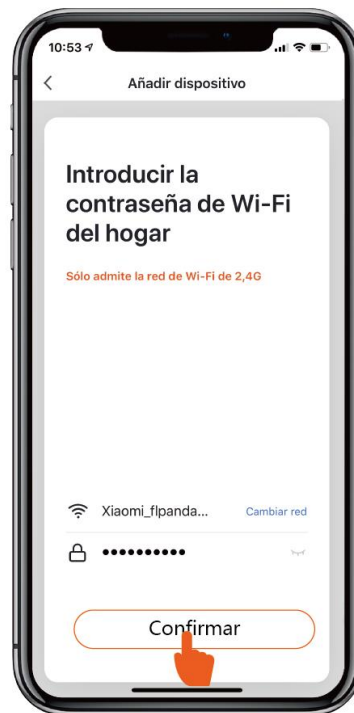 10:53
Añadir dispositivo
Introducir la
contraseña de Wi-Fi
del hogar
Sólo admite la red de Wi-Fi de 2,4G
Xiaomi_flpanda... Cambiar red
••••••••••
Confirmar